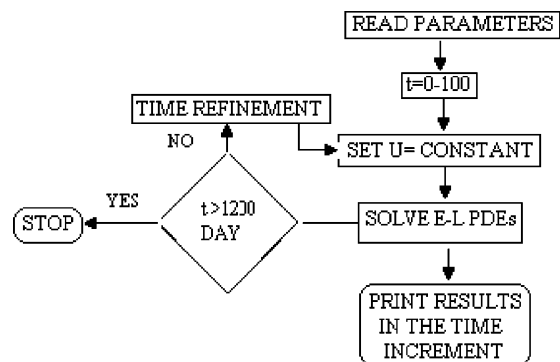 READ PARAMETERS
t=0-100
TIME REFINEMENT
NO
SET U= CONSTANT
YES
t>1200
DAY
STOP
SOLVE E-L PDEs
PRINT RESULTS
IN THE TIME
INCREMENT